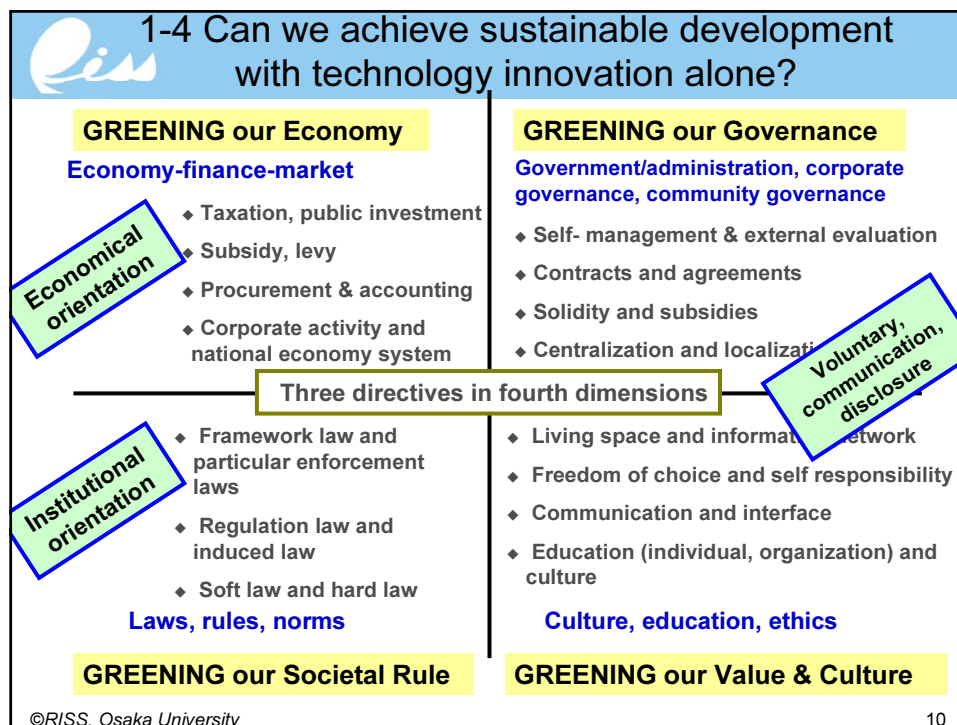 Riss
1-4 Can we achieve sustainable development
with technology innovation alone?
GREENING our Economy
Economy-finance-market
◆ Taxation, public investment
◆ Subsidy, levy
◆ Procurement & accounting
◆ Corporate activity and
national economy system
Economical
orientation
GREENING our Governance
Government/administration, corporate
governance, community governance
◆ Self- management & external evaluation
◆ Contracts and agreements
◆ Solidity and subsidies
◆ Centralization and
Voluntary,
communication,
disclosure
Three directives in fourth dimensions
Institutional
orientation
◆ Framework law and
particular enforcement
laws
◆ Regulation law and
induced law
◆ Soft law and hard law
Laws, rules, norms
GREENING our Societal Rule
◆ Living space and
◆ Freedom of choice and self responsibility
◆ Communication and interface
◆ Education (individual, organization) and
culture
Culture, education, ethics
GREENING our Value & Culture
©RISS, Osaka University
10